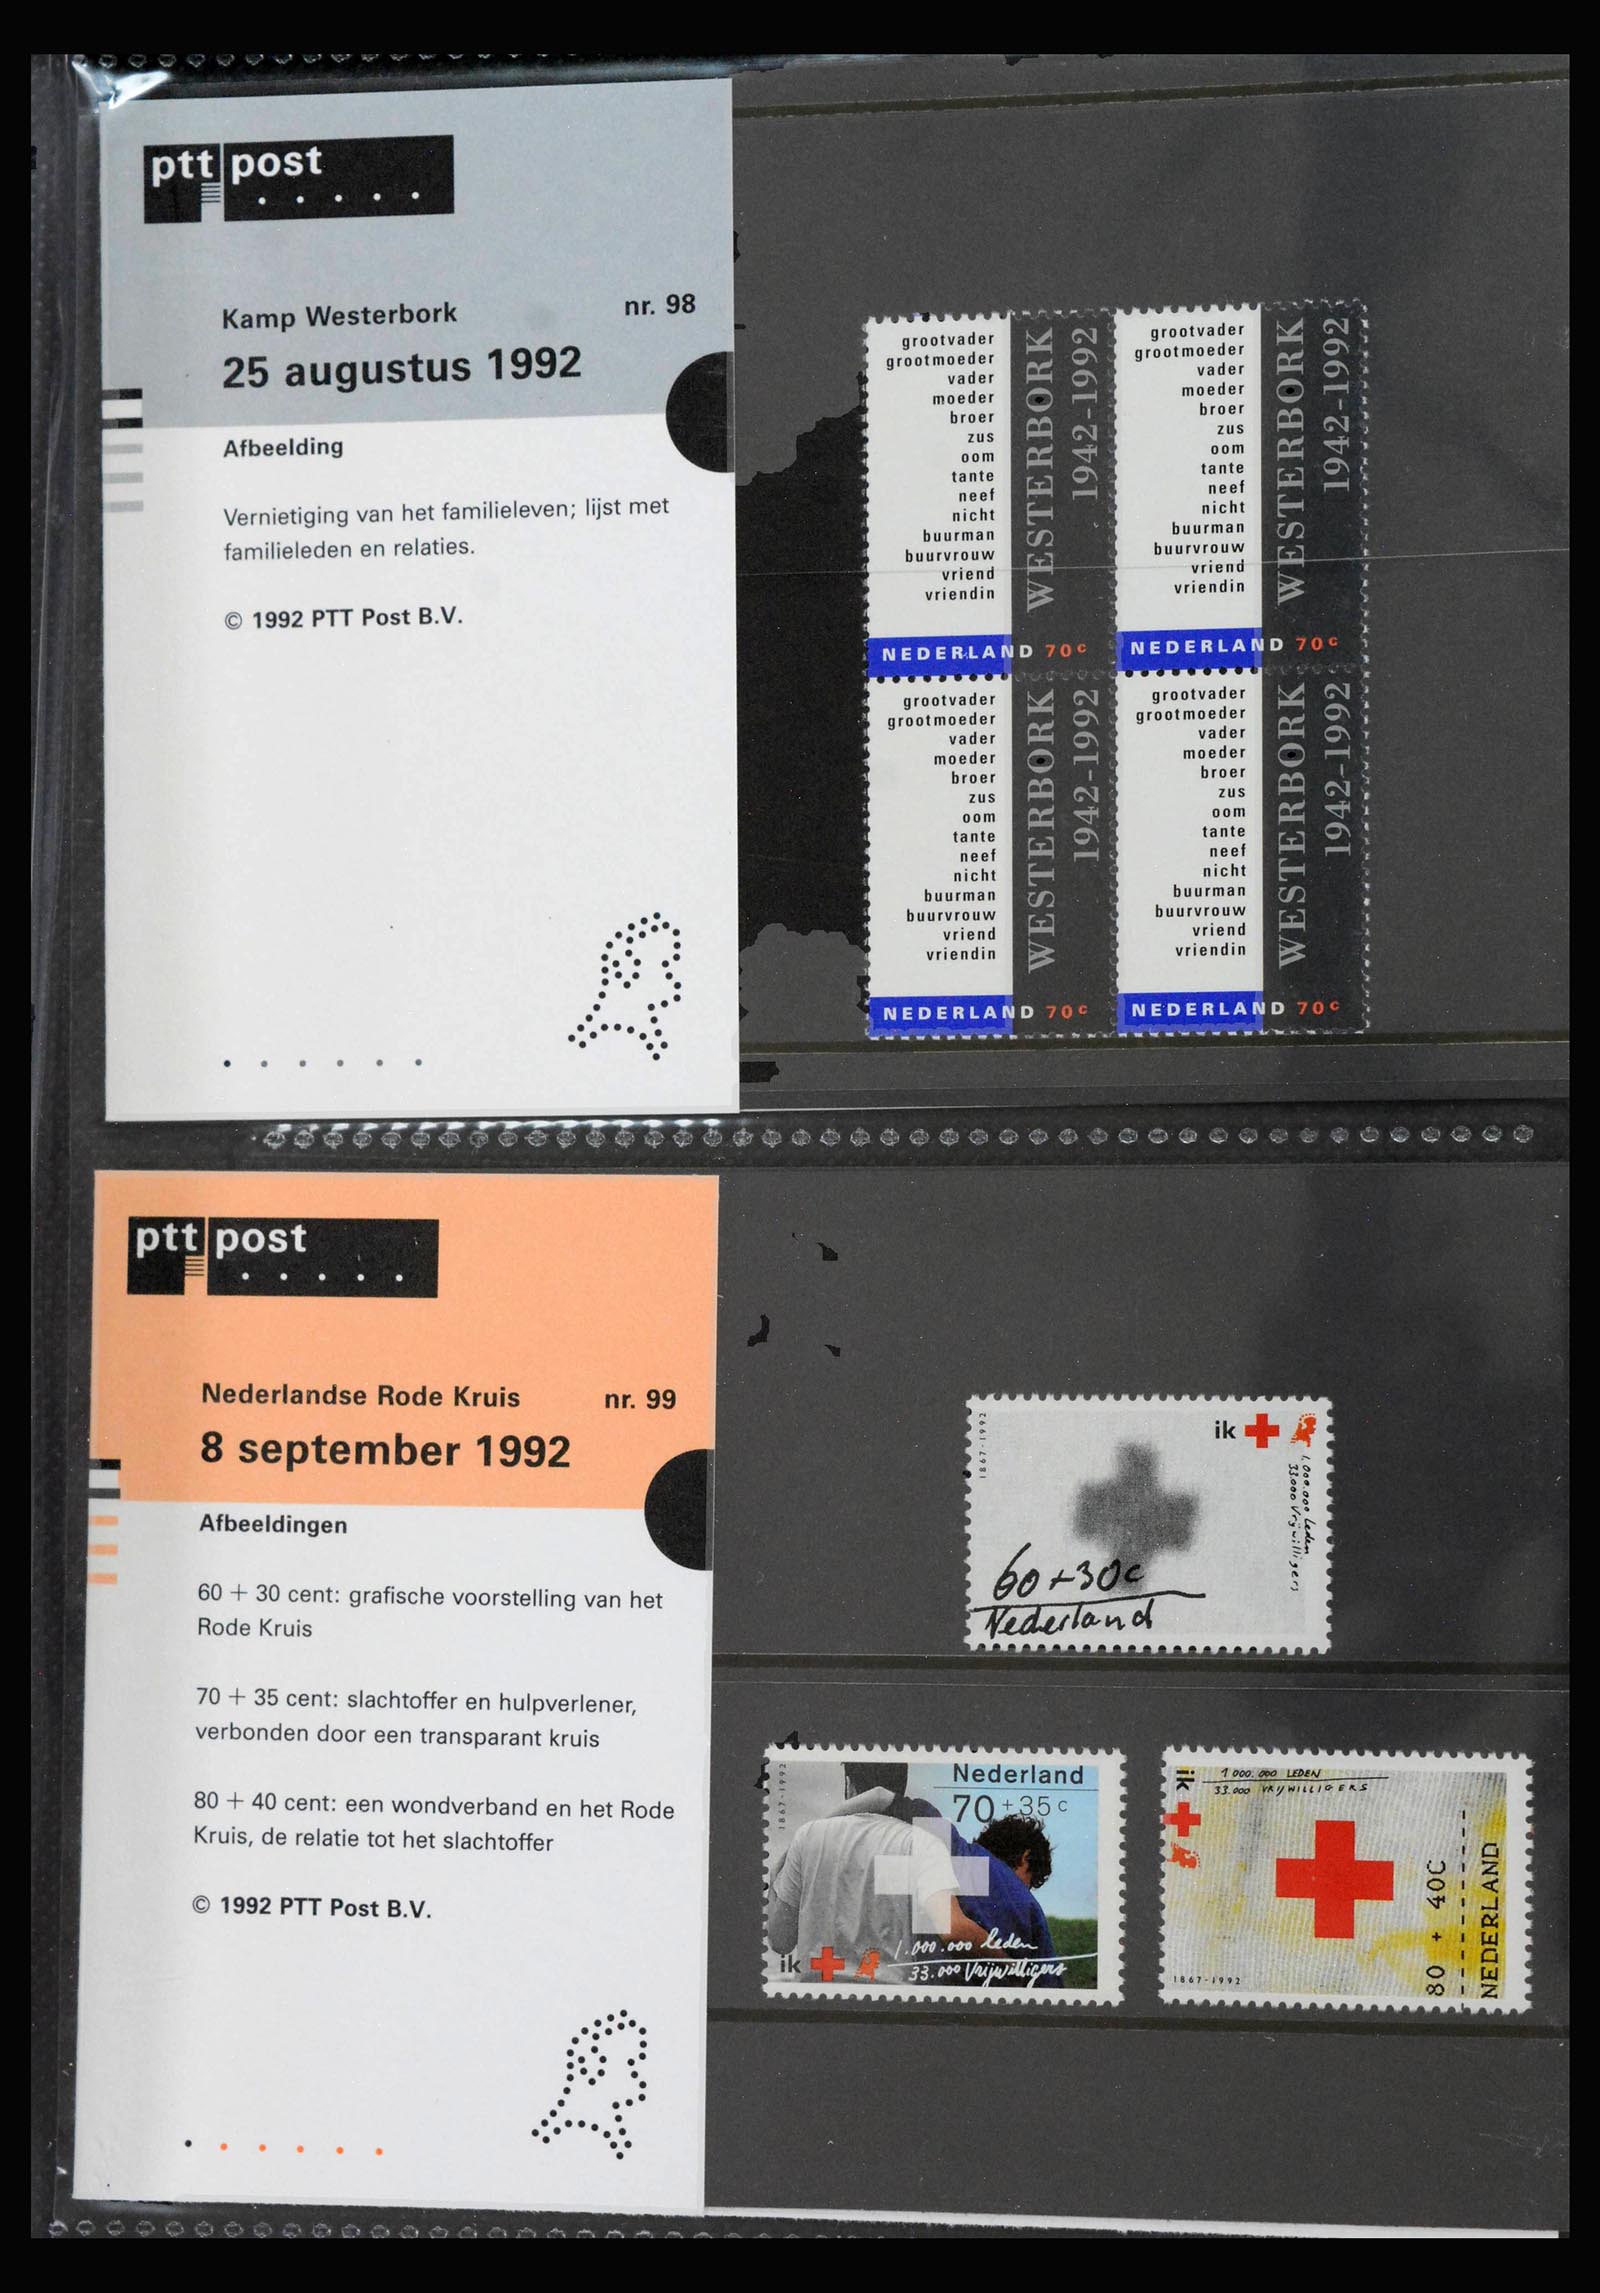 ptt post
Kamp Westerbork nr. 98
25 augustus 1992
Afbeelding
Vernietiging van het familieleven; lijst met
familieleden en relaties.
© 1992 PTT Post B.V.
grootvader
grootmoeder
vader
moeder
broer
zus
oom
tante
neef
nicht
buurman
buurvrouw
vriend
vriendin
WESTERBORK
1942-1992
NEDERLAND 70c
grootvader
grootmoeder
vader
moeder
broer
zus
oom
tante
neef
nicht
buurman
buurvrouw
vriend
vriendin
WESTERBORK
1942-1992
NEDERLAND 70c
grootvader
grootmoeder
vader
moeder
broer
zus
oom
tante
neef
nicht
buurman
buurvrouw
vriend
vriendin
WESTERBORK
1942-1992
NEDERLAND 70c
grootvader
grootmoeder
vader
moeder
broer
zus
oom
tante
neef
nicht
buurman
buurvrouw
vriend
vriendin
WESTERBORK
1942-1992
NEDERLAND 70c
ptt post
Nederlandse Rode Kruis nr. 99
8 september 1992
Afbeeldingen
60 + 30 cent: grafische voorstelling van het
Rode Kruis
70 + 35 cent: slachtoffer en hulpverlener,
verbonden door een transparant kruis
80 + 40 cent: een wondverband en het Rode
Kruis, de relatie tot het slachtoffer
© 1992 PTT Post B.V.
1867-1992
ik
1.000.000 leden
33.000 Vrijwilligers
60+30c
Nederland
1867-1992
Nederland
70+35c
ik
1.000.000 leden
33.000 Vrijwilligers
ik
1000.000 LEDEN
33.000 VRIJWILLIGERS
80 + 40C
NEDERLAND
1867-1992